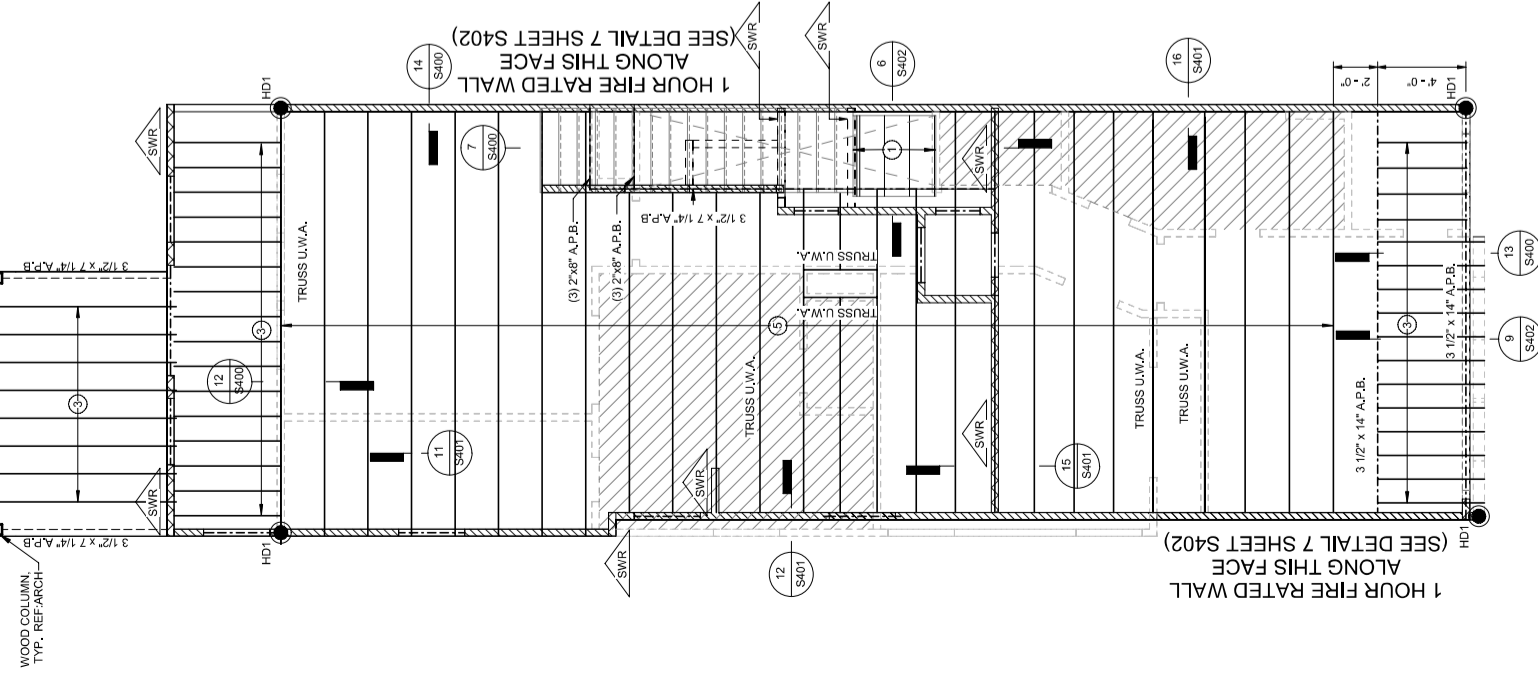 WOOD COLUMN,
TYP. REF:ARCH
3 1/2" x 7 1/4" A.P.B
3
3 1/2" x 7 1/4" A.P.B
SWR
SWR
HD1
HD1
3
12
S400
TRUSS U.W.A.
14
S400
1 HOUR FIRE RATED WALL
ALONG THIS FACE
(SEE DETAIL 7 SHEET S402)
11
S401
7
S400
(3) 2"x8" A.P.B.
(3) 2"x8" A.P.B.
3 1/2" x 7 1/4" A.P.B
SWR
SWR
SWR
SWR
TRUSS U.W.A.
5
TRUSS U.W.A.
TRUSS U.W.A.
1
6
S402
12
S401
SWR
SWR
15
S401
TRUSS U.W.A.
TRUSS U.W.A.
16
S401
2' - 0"
4' - 0"
3 1/2" x 14" A.P.B.
3
3 1/2" x 14" A.P.B.
HD1
HD1
9
S402
13
S400
1 HOUR FIRE RATED WALL
ALONG THIS FACE
(SEE DETAIL 7 SHEET S402)